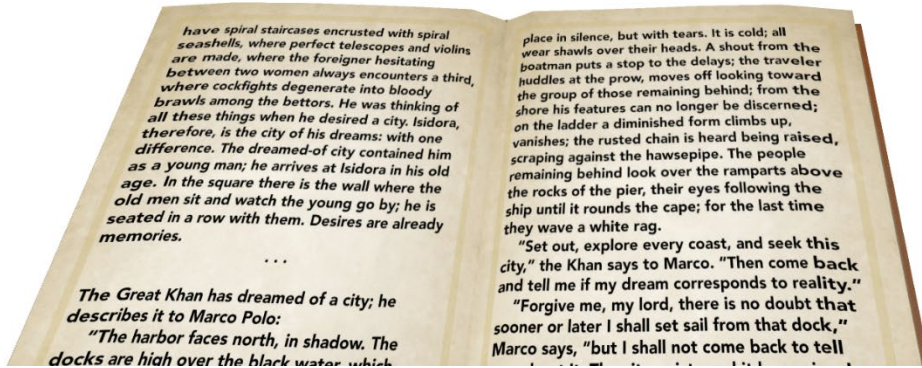 have spiral staircases encrusted with spiral
seashells, where perfect telescopes and violins
are made, where the foreigner hesitating
between two women always encounters a third,
where cockfights degenerate into bloody
brawls among the bettors. He was thinking of
all these things when he desired a city. Isidora,
therefore, is the city of his dreams: with one
difference. The dreamed-of city contained him
as a young man; he arrives at Isidora in his old
age. In the square there is the wall where the
old men sit and watch the young go by; he is
seated in a row with them. Desires are already
memories.
...
The Great Khan has dreamed of a city; he
describes it to Marco Polo:
"The harbor faces north, in shadow. The
docks are high over the black water, which
place in silence, but with tears. It is cold; all
wear shawls over their heads. A shout from the
boatman puts a stop to the delays; the traveler
huddles at the prow, moves off looking toward
the group of those remaining behind; from the
shore his features can no longer be discerned;
on the ladder a diminished form climbs up,
vanishes; the rusted chain is heard being raised,
scraping against the hawsepipe. The people
remaining behind look over the ramparts above
the rocks of the pier, their eyes following the
ship until it rounds the cape; for the last time
they wave a white rag.
"Set out, explore every coast, and seek this
city," the Khan says to Marco. "Then come back
and tell me if my dream corresponds to reality."
"Forgive me, my lord, there is no doubt that
sooner or later I shall set sail from that dock,"
Marco says, "but I shall not come back to tell